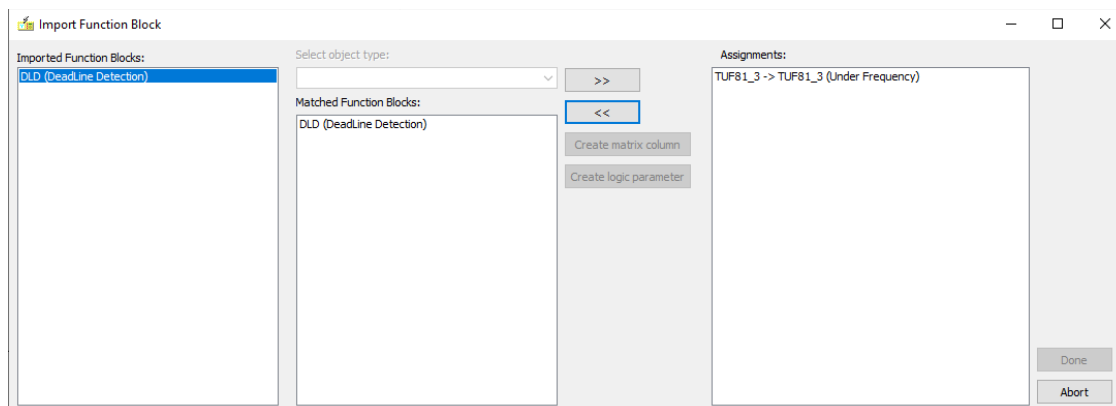 Import Function Block
Imported Function Blocks:
DLD (DeadLine Detection)
Select object type:
Matched Function Blocks:
DLD (DeadLine Detection)
>>
<<
Create matrix column
Create logic parameter
Assignments:
TUF81_3 -> TUF81_3 (Under Frequency)
Done
Abort